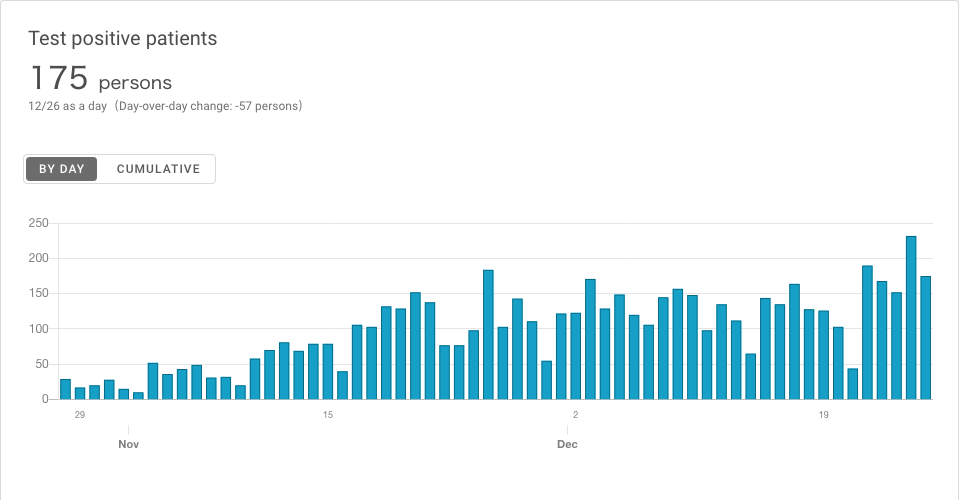 Test positive patients
175 persons
12/26 as a day（Day-over-day change: -57 persons）
BY DAY CUMULATIVE
250
200
150
100
50
0
29 15 2 19
Nov Dec